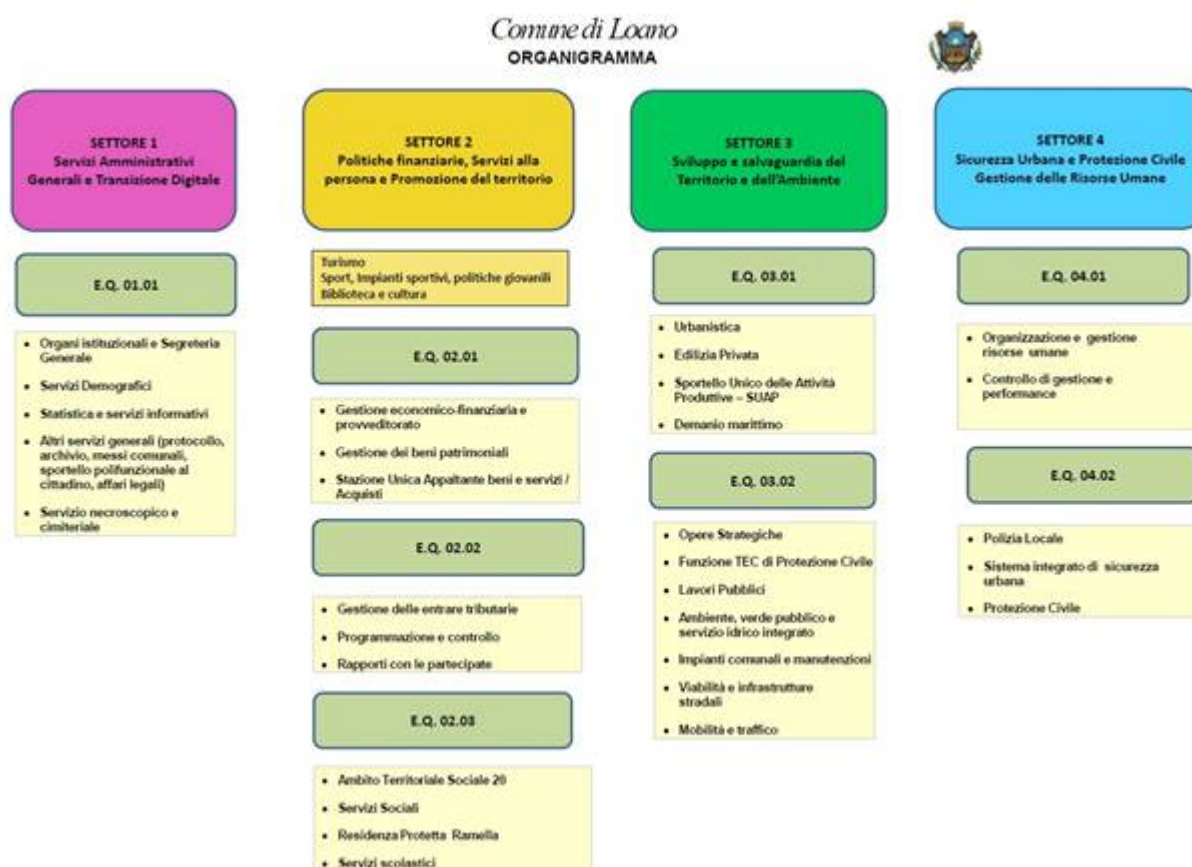 Comune di Loano
ORGANIGRAMMA
SETTORE 1
Servizi Amministrativi
Generali e Transizione Digitale
E.Q. 01.01
• Organi istituzionali e Segreteria
Generale
• Servizi Demografici
• Statistica e servizi informativi
• Altri servizi generali (protocollo,
archivio, messi comunali,
sportello polifunzionale al
cittadino, affari legali)
• Servizio necroscopico e
cimiteriale
SETTORE 2
Politiche finanziarie, Servizi alla
persona e Promozione del territorio
Turismo
Sport, Impianti sportivi, politiche giovanili
Biblioteca e cultura
E.Q. 02.01
• Gestione economico-finanziaria e
provveditorato
• Gestione dei beni patrimoniali
• Stazione Unica Appaltante beni e servizi /
Acquisti
E.Q. 02.02
• Gestione delle entrare tributarie
• Programmazione e controllo
• Rapporti con le partecipate
E.Q. 02.03
• Ambito Territoriale Sociale 20
• Servizi Sociali
• Residenza Protetta Ramella
• Servizi scolastici
SETTORE 3
Sviluppo e salvaguardia del
Territorio e dell'Ambiente
E.Q. 03.01
• Urbanistica
• Edilizia Privata
• Sportello Unico delle Attività
Produttive – SUAP
• Demanio marittimo
E.Q. 03.02
• Opere Strategiche
• Funzione TEC di Protezione Civile
• Lavori Pubblici
• Ambiente, verde pubblico e
servizio idrico integrato
• Impianti comunali e manutenzioni
• Viabilità e infrastrutture
stradali
• Mobilità e traffico
SETTORE 4
Sicurezza Urbana e Protezione Civile
Gestione delle Risorse Umane
E.Q. 04.01
• Organizzazione e gestione
risorse umane
• Controllo di gestione e
performance
E.Q. 04.02
• Polizia Locale
• Sistema integrato di sicurezza
urbana
• Protezione Civile